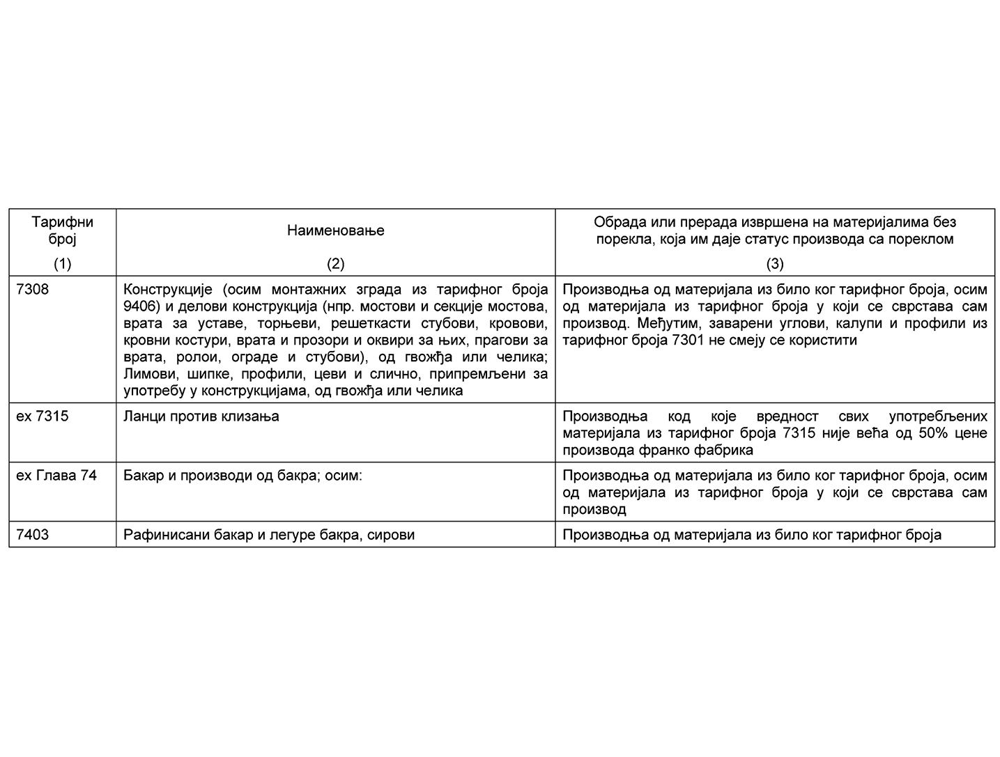 Тарифни
број
(1)
Наименовање
(2)
Обрада или прерада извршена на материјалима без
порекла, која им даје статус производа са пореклом
(3)
7308
Конструкције (осим монтажних зграда из тарифног броја
9406) и делови конструкција (нпр. мостови и секције мостова,
врата за уставе, торњеви, решеткасти стубови, кровови,
кровни костури, врата и прозори и оквири за њих, прагови за
врата, ролои, ограде и стубови), од гвожђа или челика;
Лимови, шипке, профили, цеви и слично, припремљени за
употребу у конструкцијама, од гвожђа или челика
Производња од материјала из било ког тарифног броја, осим
од материјала из тарифног броја у који се сврстава сам
производ. Међутим, заварени углови, калупи и профили из
тарифног броја 7301 не смеју се користити
ex 7315
Ланци против клизања
Производња код које вредност свих употребљених
материјала из тарифног броја 7315 није већа од 50% цене
производа франко фабрика
ex Глава 74
Бакар и производи од бакра; осим:
Производња од материјала из било ког тарифног броја, осим
од материјала из тарифног броја у који се сврстава сам
производ
7403
Рафинисани бакар и легуре бакра, сирови
Производња од материјала из било ког тарифног броја